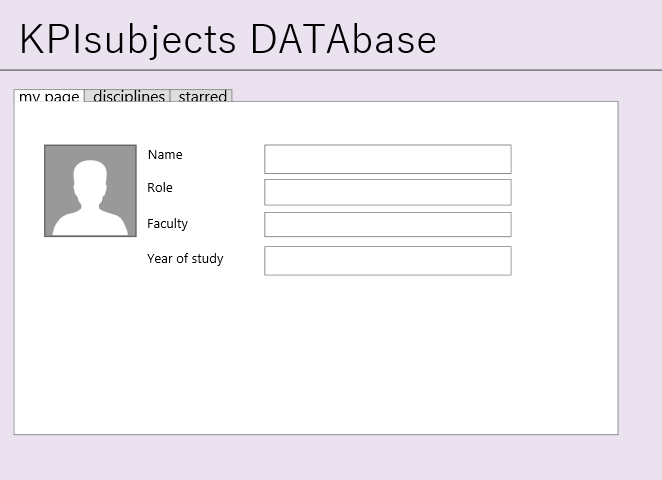 KPIsubjects DATAbase
my page disciplines starred
Name
Role
Faculty
Year of study